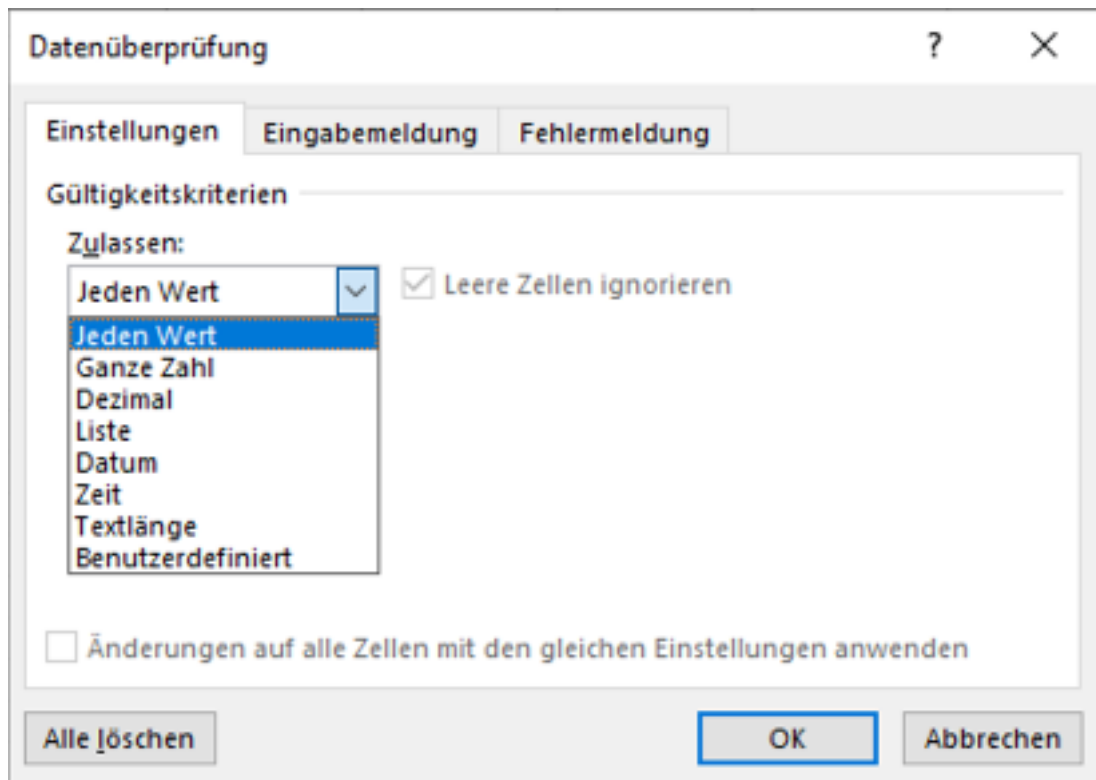 Datenüberprüfung ?
Einstellungen Eingabemeldung Fehlermeldung
Gültigkeitskriterien
Zulassen:
Jeden Wert Leere Zellen ignorieren
Jeden Wert
Ganze Zahl
Dezimal
Liste
Datum
Zeit
Textlänge
Benutzerdefiniert
Änderungen auf alle Zellen mit den gleichen Einstellungen anwenden
Alle löschen OK Abbrechen